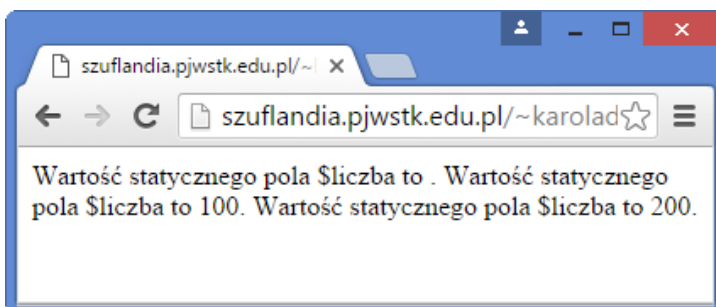 szuflandia.pjwstk.edu.pl/~
szuflandia.pjwstk.edu.pl/~karolad
Wartość statycznego pola $liczba to . Wartość statycznego
pola $liczba to 100. Wartość statycznego pola $liczba to 200.